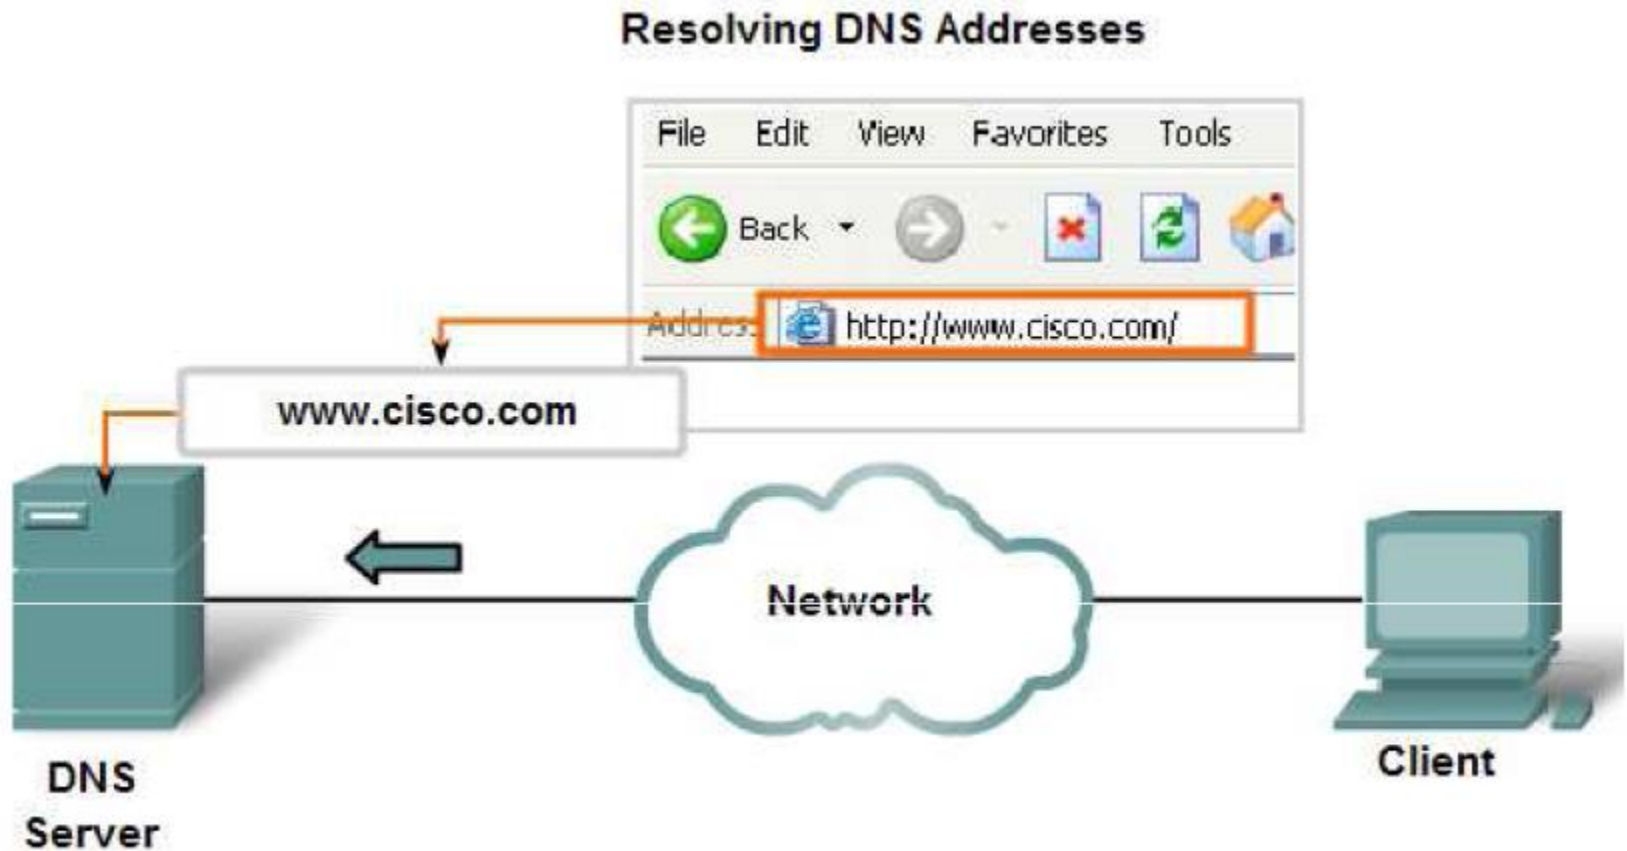 Resolving DNS Addresses
File Edit View Favorites Tools
Back
Address http://www.cisco.com/
www.cisco.com
Network
DNS
Server
Client